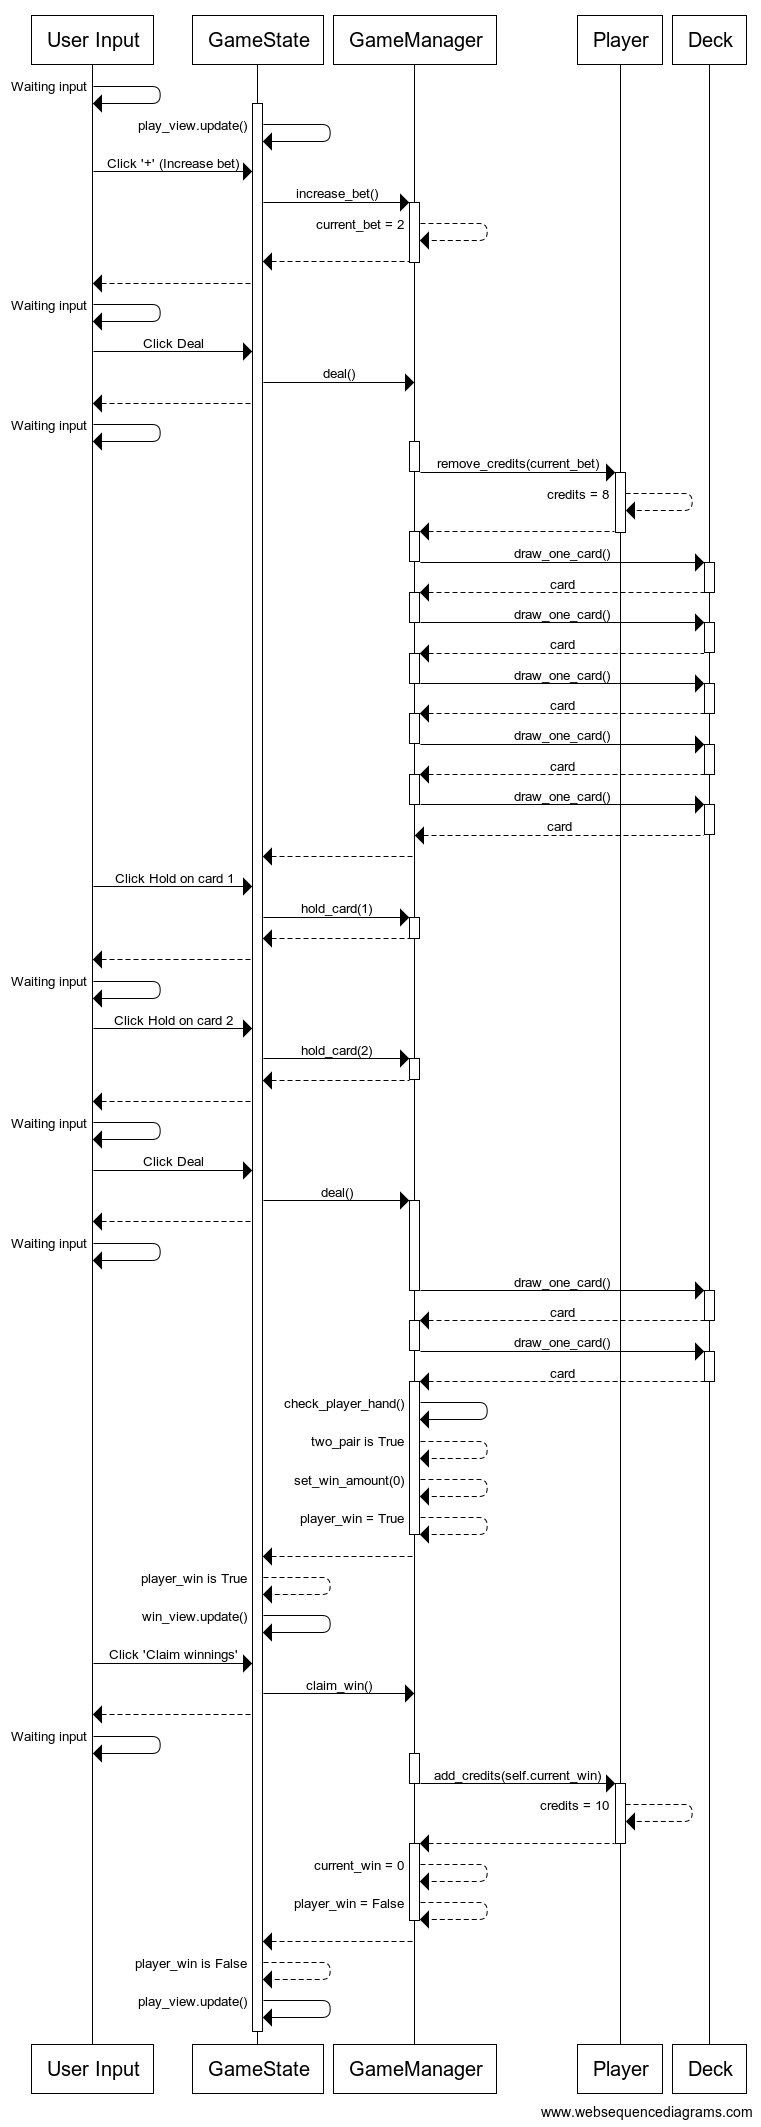 User Input
GameState
GameManager
Player
Deck
Waiting input
play_view.update()
Click '+' (Increase bet)
increase_bet()
current_bet = 2
Waiting input
Click Deal
deal()
Waiting input
remove_credits(current_bet)
credits = 8
draw_one_card()
card
draw_one_card()
card
draw_one_card()
card
draw_one_card()
card
draw_one_card()
card
Click Hold on card 1
hold_card(1)
Waiting input
Click Hold on card 2
hold_card(2)
Waiting input
Click Deal
deal()
Waiting input
draw_one_card()
card
draw_one_card()
card
check_player_hand()
two_pair is True
set_win_amount(0)
player_win = True
player_win is True
win_view.update()
Click 'Claim winnings'
claim_win()
Waiting input
add_credits(self.current_win)
credits = 10
current_win = 0
player_win = False
player_win is False
play_view.update()
User Input
GameState
GameManager
Player
Deck
www.websequencediagrams.com